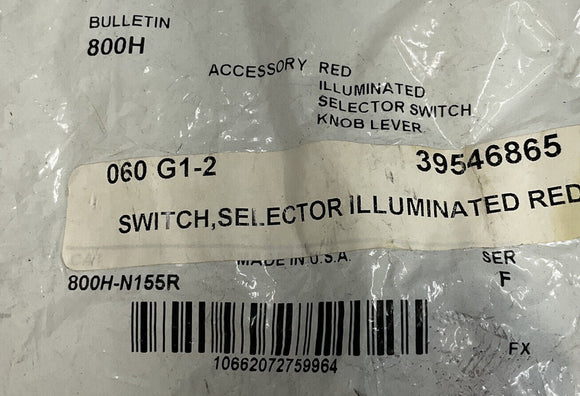 BULLETIN
800H
ACCESSORY RED
ILLUMINATED
SELECTOR SWITCH
KNOB LEVER
060 G1-2 39546865
SWITCH,SELECTOR ILLUMINATED RED
CAT
MADE IN U.S.A. SER
800H-N155R F
10662072759964 FX